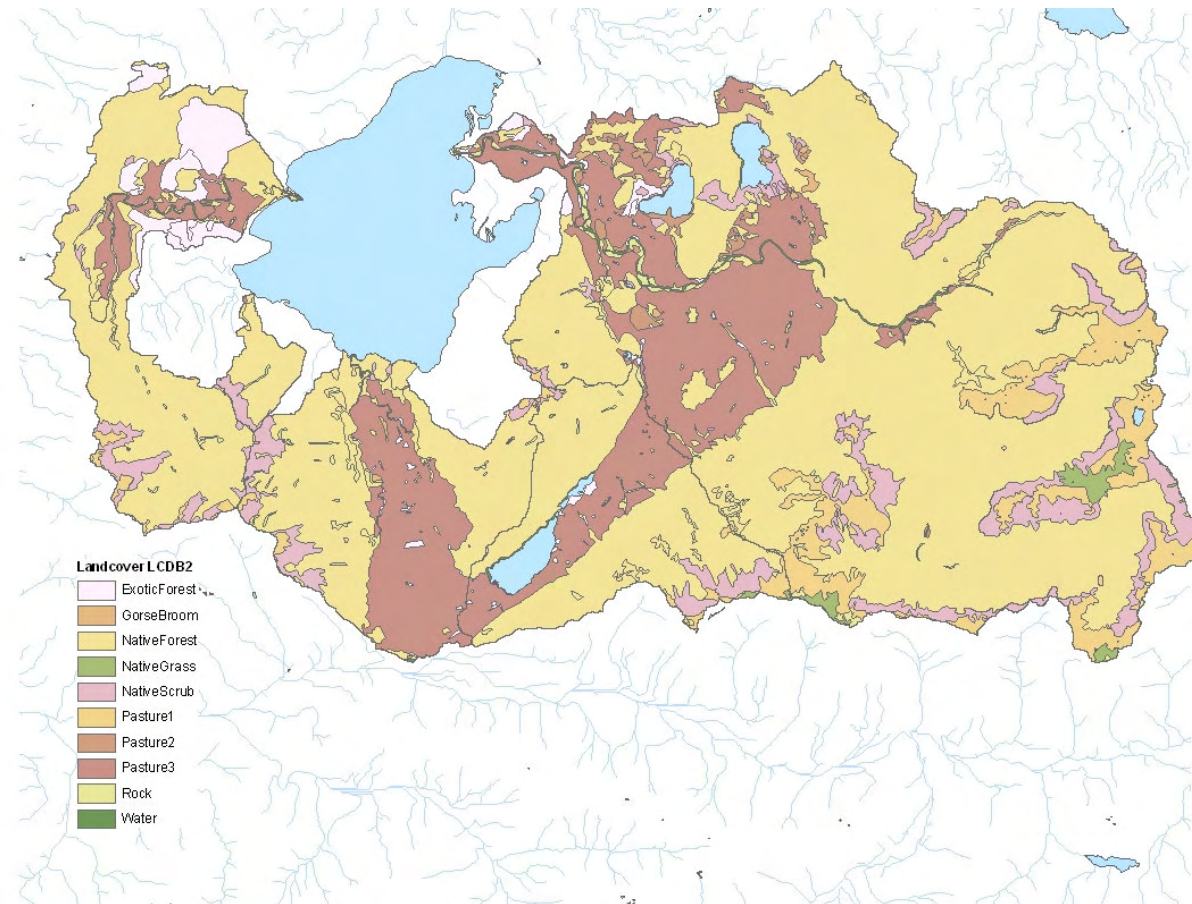 Landcover LCDB2
ExoticForest
GorseBroom
NativeForest
NativeGrass
NativeScrub
Pasture1
Pasture2
Pasture3
Rock
Water